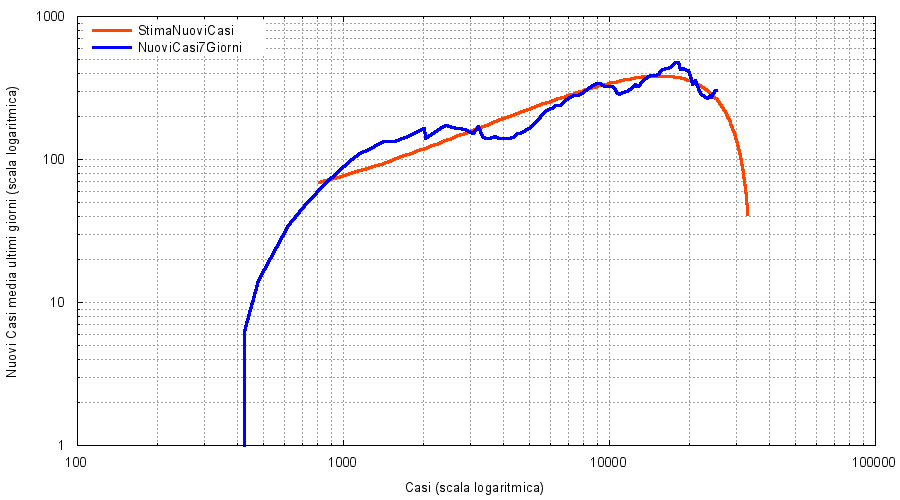 1000
StimaNuoviCasi
NuoviCasi7Giorni
100
10
1
100
1000
10000
100000
Nuovi Casi media ultimi giorni (scala logaritmica)
Casi (scala logaritmica)